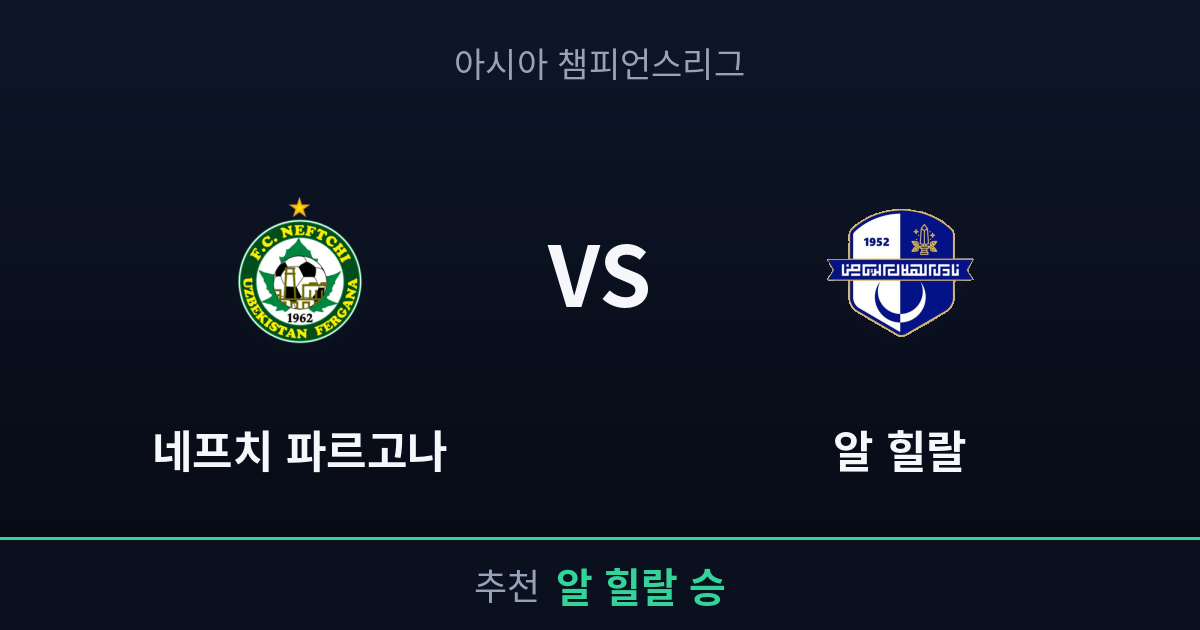 아시아 챔피언스리그
F.C. NEFTCHI
UZBEKISTAN FERGANA
1962
VS
1952
네프치 파르고나
알 힐랄
추천 알 힐랄 승